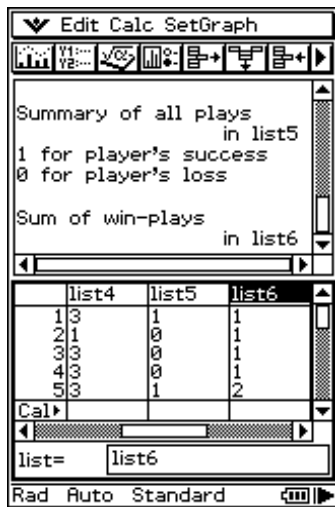 Edit Calc SetGraph
Summary of all plays
in list5
1 for player's success
0 for player's loss
Sum of win-plays
in list6
list4 list5 list6
1 3 1 1
2 1 0 1
3 3 0 1
4 3 0 1
5 3 1 2
Cal▸
list= list6
Rad Auto Standard